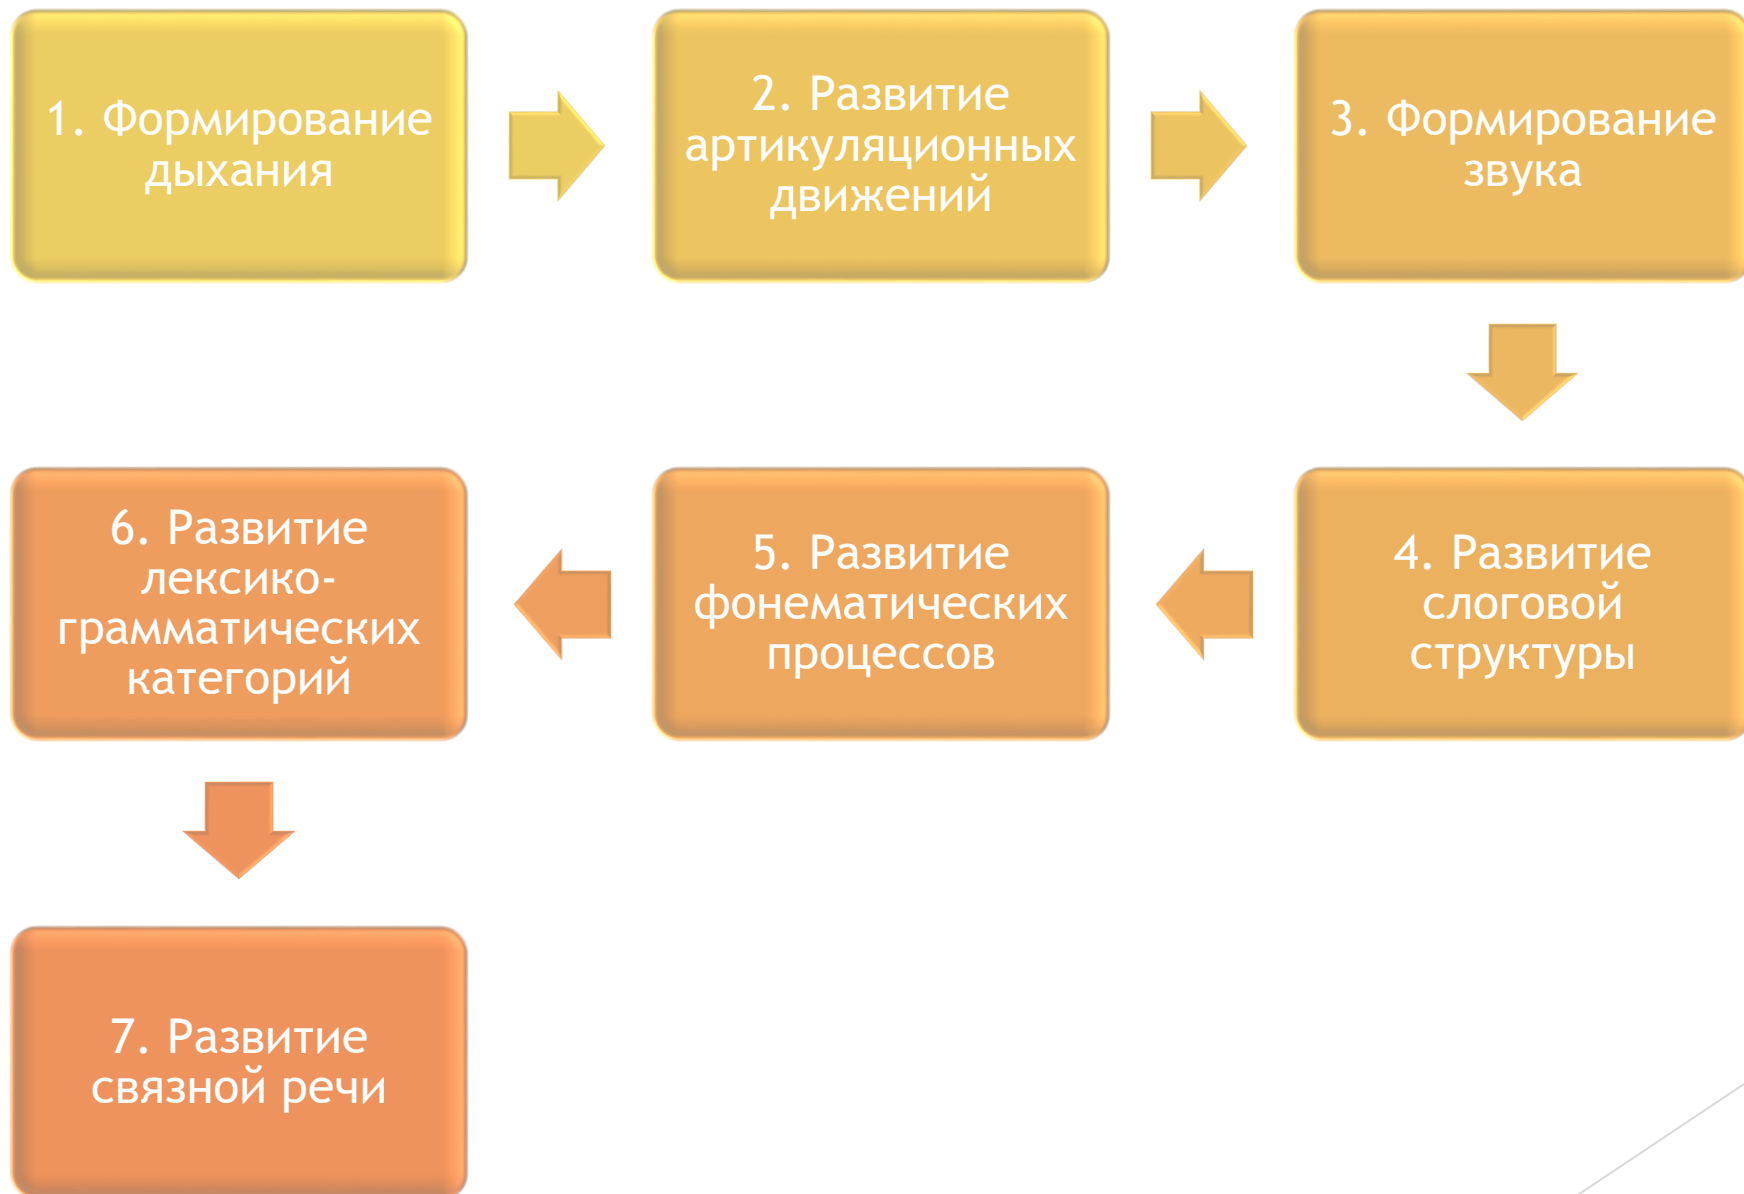 1. Формирование
дыхания
2. Развитие
артикуляционных
движений
3. Формирование
звука
4. Развитие
слоговой
структуры
5. Развитие
фонематических
процессов
6. Развитие
лексико-
грамматических
категорий
7. Развитие
связной речи